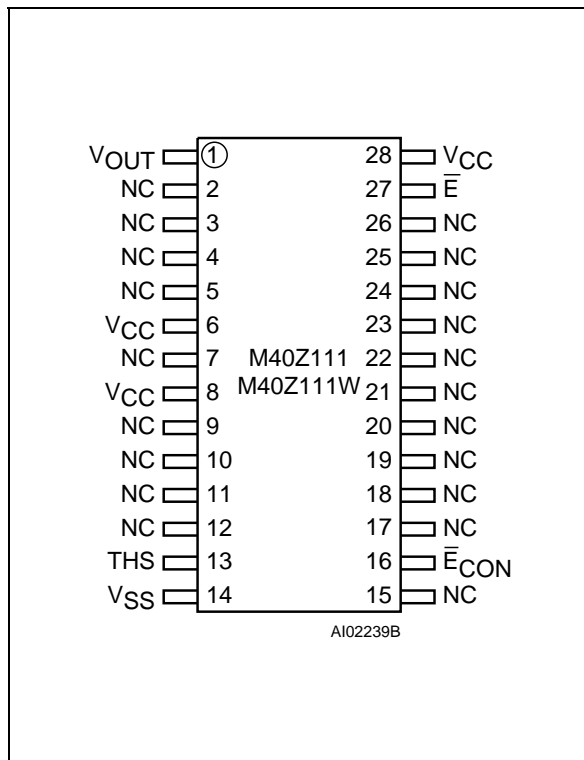 VOUT 1 28 VCC
NC 2 27 E̅
NC 3 26 NC
NC 4 25 NC
NC 5 24 NC
VCC 6 23 NC
NC 7 M40Z111 22 NC
VCC 8 M40Z111W 21 NC
NC 9 20 NC
NC 10 19 NC
NC 11 18 NC
NC 12 17 NC
THS 13 16 E̅CON
VSS 14 15 NC
AI02239B